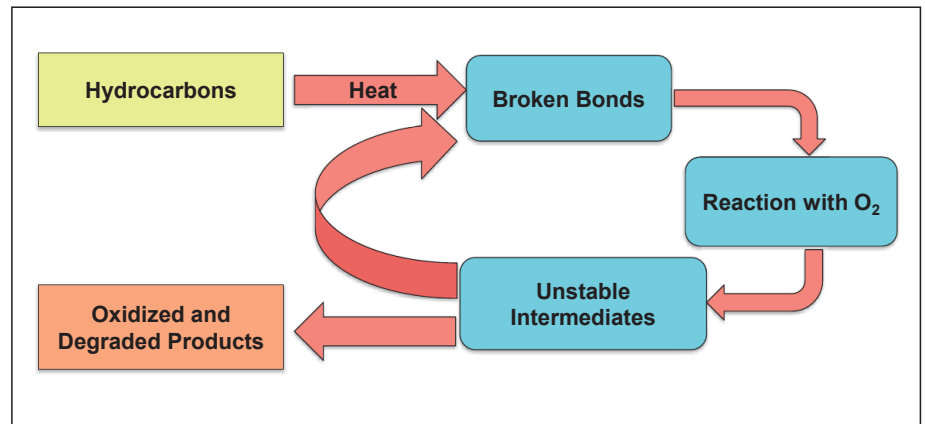 Hydrocarbons
Heat
Broken Bonds
Reaction with O₂
Unstable
Intermediates
Oxidized and
Degraded Products